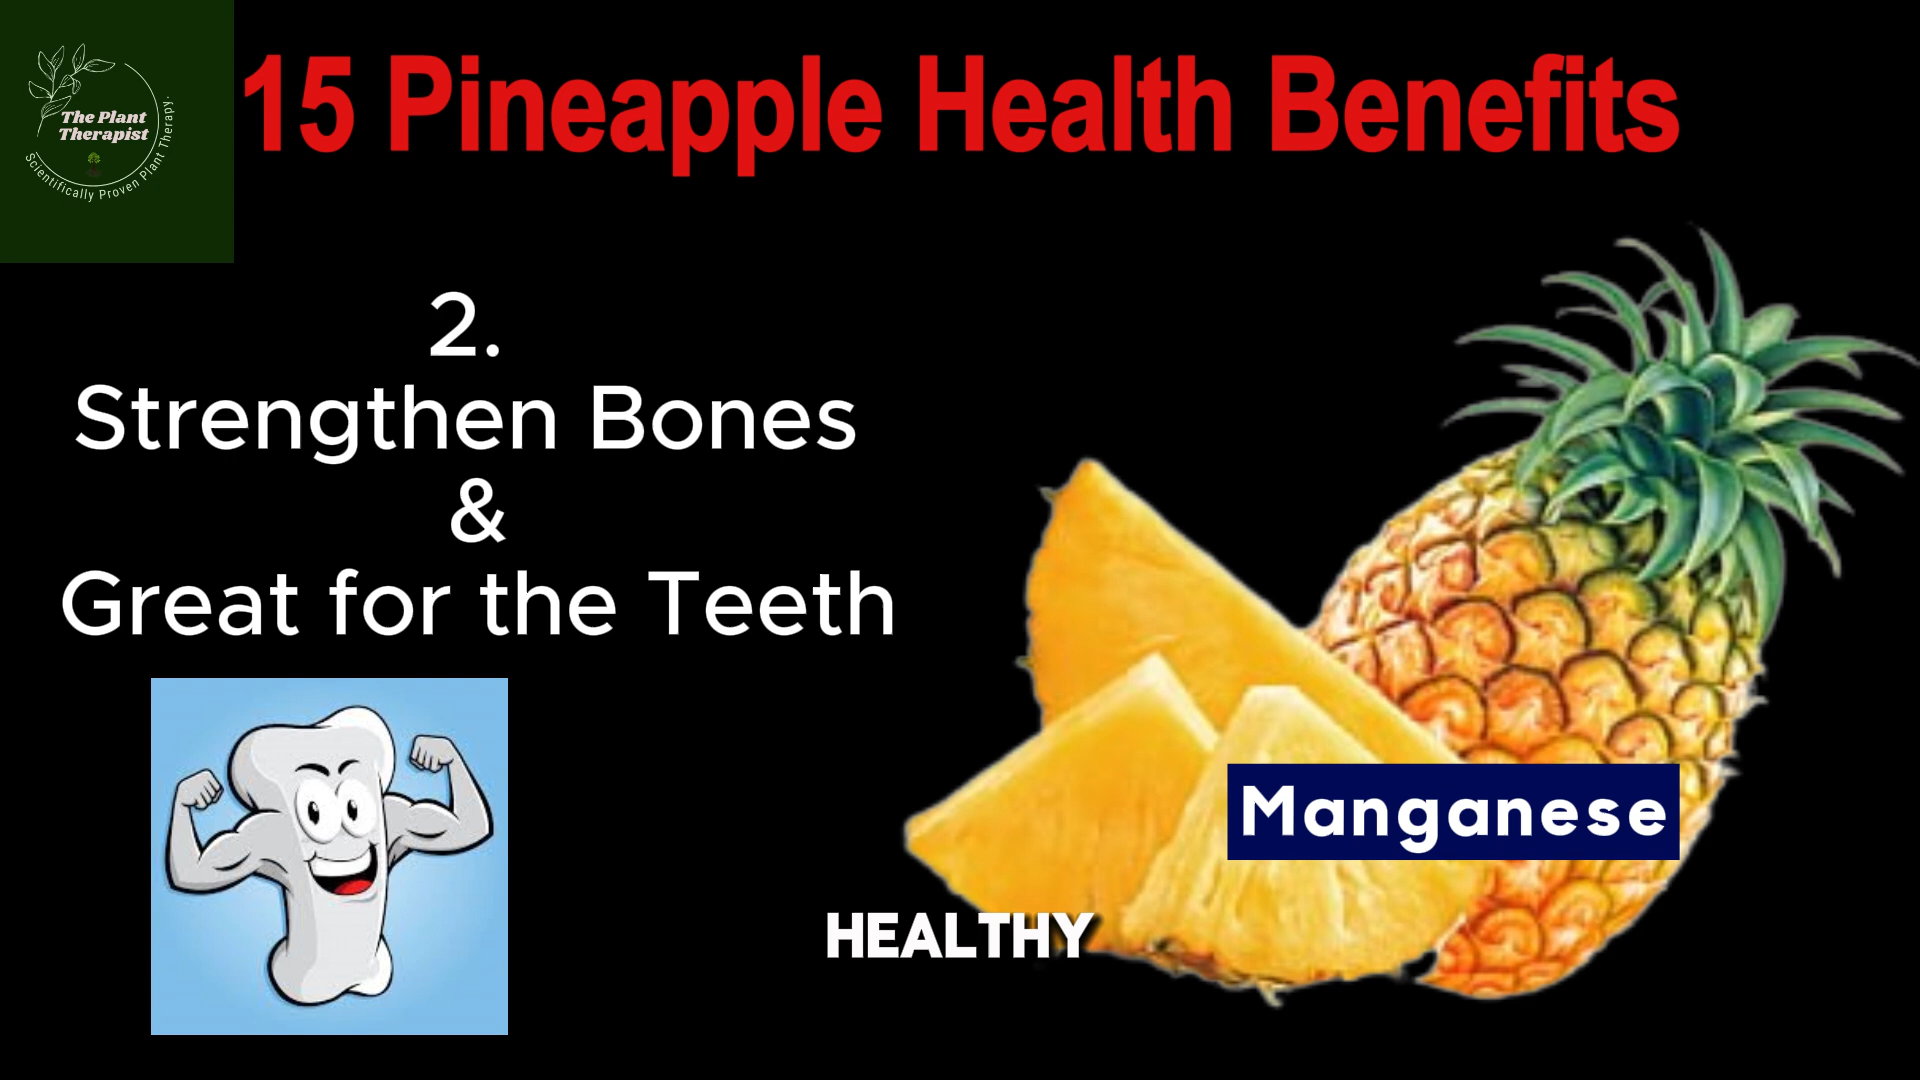 The Plant
Therapist
Scientifically Proven Plant Therapy.
15 Pineapple Health Benefits
2.
Strengthen Bones
&
Great for the Teeth
Manganese
HEALTHY